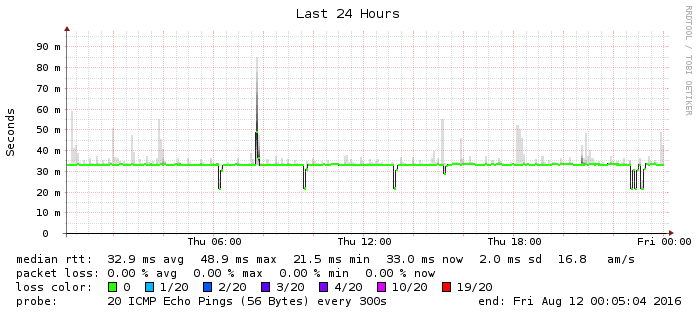 Last 24 Hours
RRDTOOL / TOBI OETIKER
Seconds
90 m
80 m
70 m
60 m
50 m
40 m
30 m
20 m
10 m
0
Thu 06:00 Thu 12:00 Thu 18:00 Fri 00:00
median rtt: 32.9 ms avg 48.9 ms max 21.5 ms min 33.0 ms now 2.0 ms sd 16.8 am/s
packet loss: 0.00 % avg 0.00 % max 0.00 % min 0.00 % now
loss color: 0 1/20 2/20 3/20 4/20 10/20 19/20
probe: 20 ICMP Echo Pings (56 Bytes) every 300s end: Fri Aug 12 00:05:04 2016